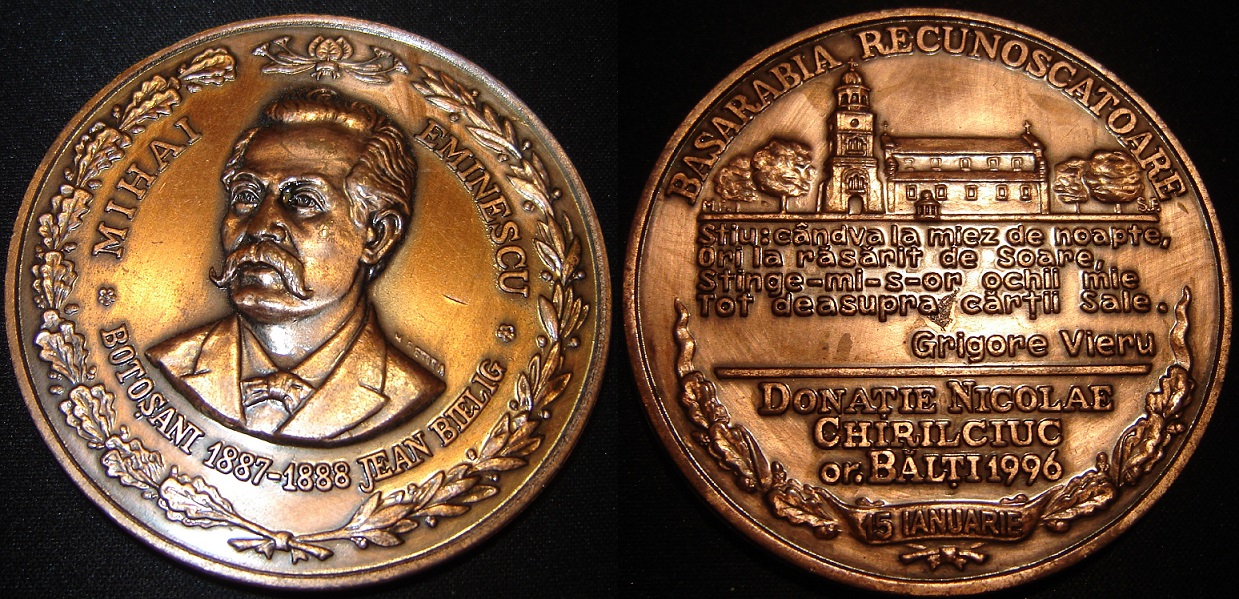 MIHAI EMINESCU
BOTOȘANI 1887-1888 JEAN BIELIG
BASARABIA RECUNOSCATOARE
S.F.
Stiu: cândva la miez de noapte,
Ori la răsărit de Soare,
Stinge-mi-s-or ochii mie
Tot deasupra cărții Sale.
Grigore Vieru
DONAȚIE NICOLAE
CHIRILCIUC
or. BĂLȚI 1996
15 IANUARIE